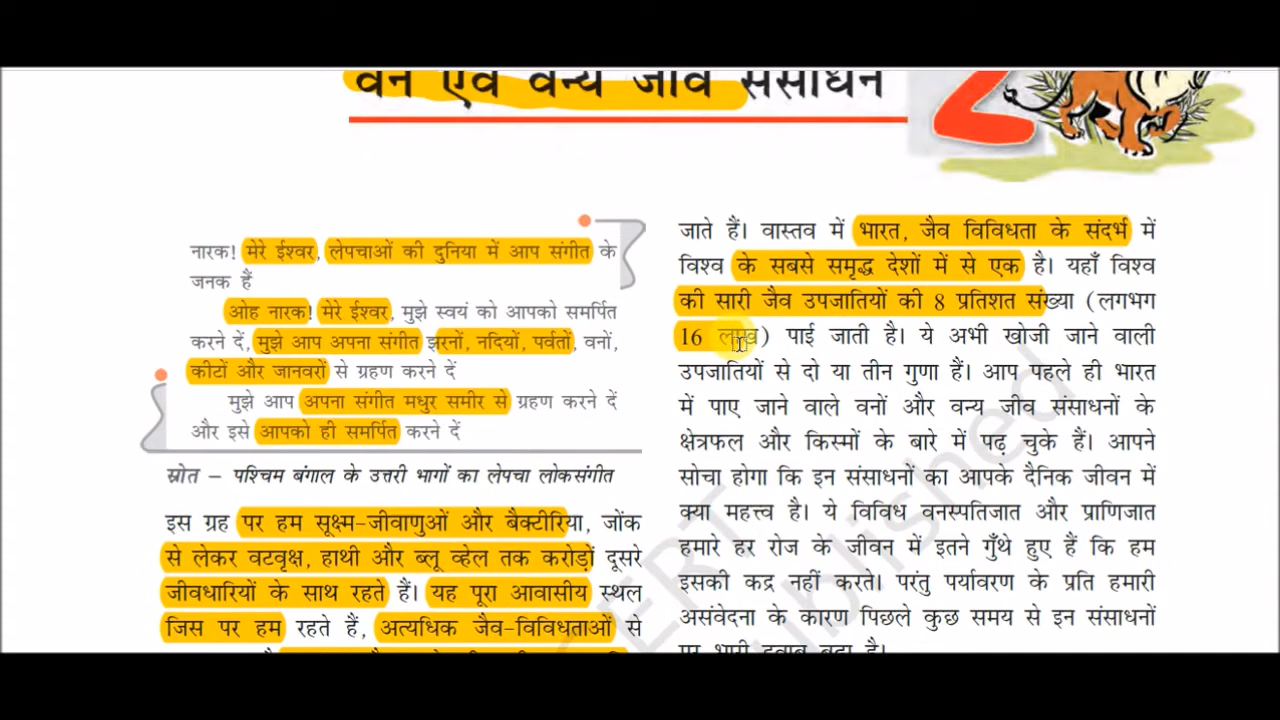 वन एवं वन्य जीव संसाधन
2
नारक! मेरे ईश्वर, लेपचाओं की दुनिया में आप संगीत के
जनक हैं
ओह नारक! मेरे ईश्वर, मुझे स्वयं को आपको समर्पित
करने दें, मुझे आप अपना संगीत झरनों, नदियों, पर्वतों, वनों,
कीटों और जानवरों से ग्रहण करने दें
मुझे आप अपना संगीत मधुर समीर से ग्रहण करने दें
और इसे आपको ही समर्पित करने दें
स्रोत – पश्चिम बंगाल के उत्तरी भागों का लेपचा लोकसंगीत
इस ग्रह पर हम सूक्ष्म-जीवाणुओं और बैक्टीरिया, जोंक
से लेकर वटवृक्ष, हाथी और ब्लू व्हेल तक करोड़ों दूसरे
जीवधारियों के साथ रहते हैं। यह पूरा आवासीय स्थल
जिस पर हम रहते हैं, अत्यधिक जैव-विविधताओं से
जाते हैं। वास्तव में भारत, जैव विविधता के संदर्भ में
विश्व के सबसे समृद्ध देशों में से एक है। यहाँ विश्व
की सारी जैव उपजातियों की 8 प्रतिशत संख्या (लगभग
16 लाख) पाई जाती है। ये अभी खोजी जाने वाली
उपजातियों से दो या तीन गुणा हैं। आप पहले ही भारत
में पाए जाने वाले वनों और वन्य जीव संसाधनों के
क्षेत्रफल और किस्मों के बारे में पढ़ चुके हैं। आपने
सोचा होगा कि इन संसाधनों का आपके दैनिक जीवन में
क्या महत्त्व है। ये विविध वनस्पतिजात और प्राणिजात
हमारे हर रोज के जीवन में इतने गुँथे हुए हैं कि हम
इसकी कद्र नहीं करते। परंतु पर्यावरण के प्रति हमारी
असंवेदना के कारण पिछले कुछ समय से इन संसाधनों
पर भारी दबाव बढ़ा है।